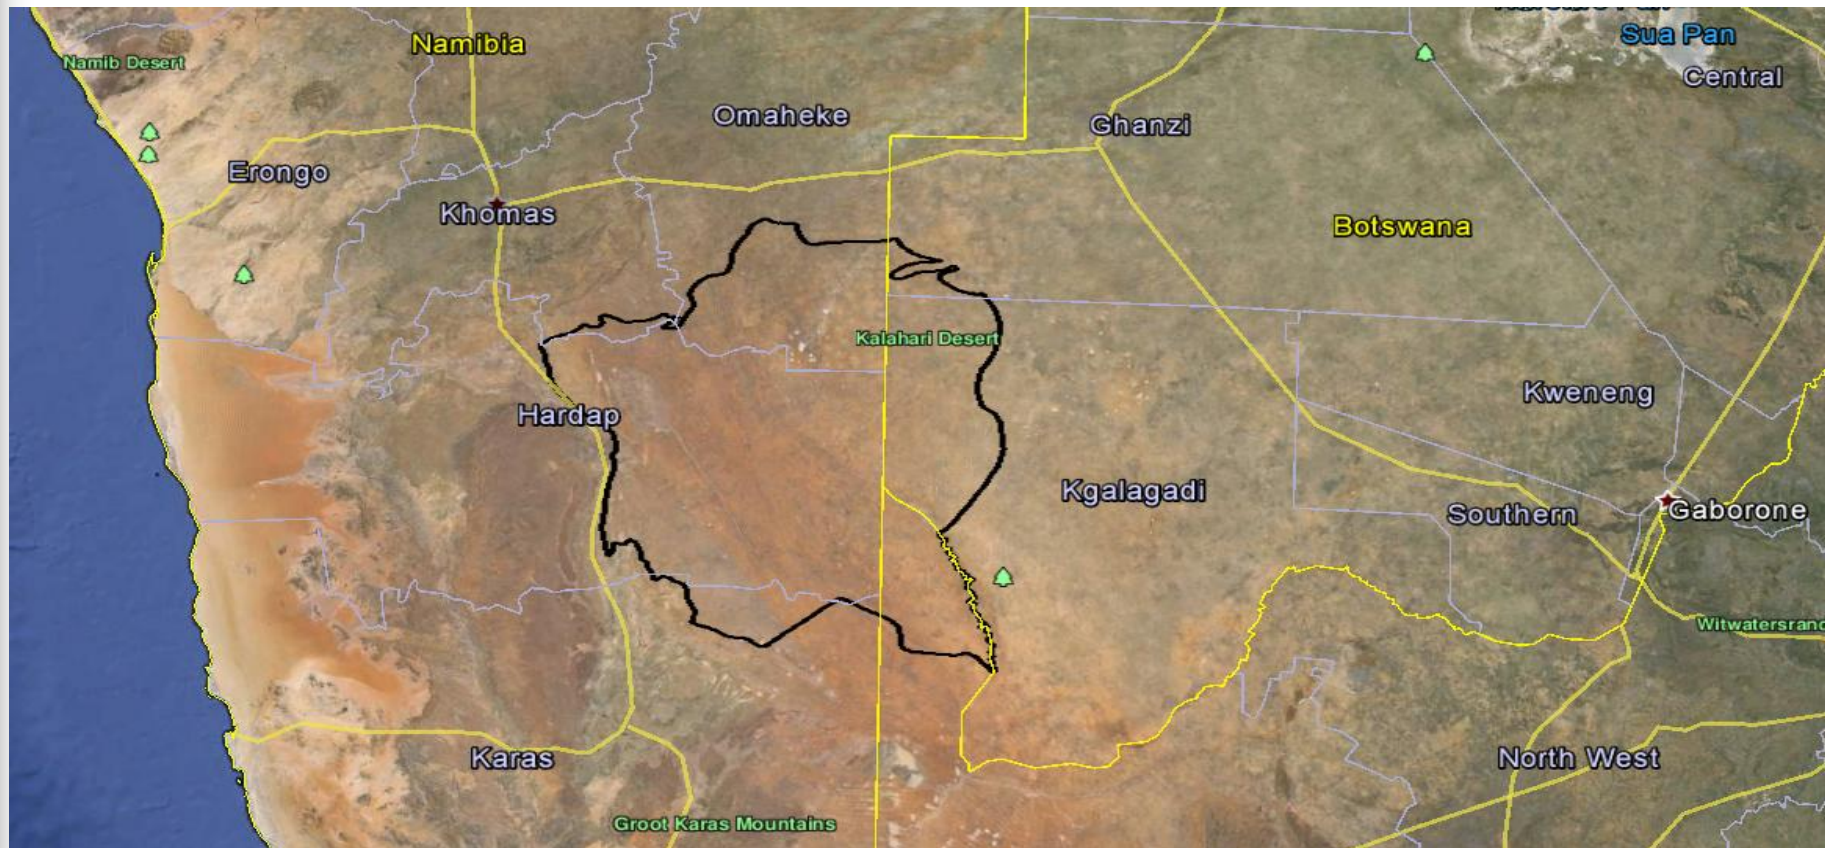 Sua Pan
Namibia
Namib Desert
Central
Omaheke
Ghanzi
Erongo
Khomas
Botswana
Kalahari Desert
Kweneng
Hardap
Kgalagadi
Southern
Gaborone
Witwatersrand
Karas
North West
Groot Karas Mountains